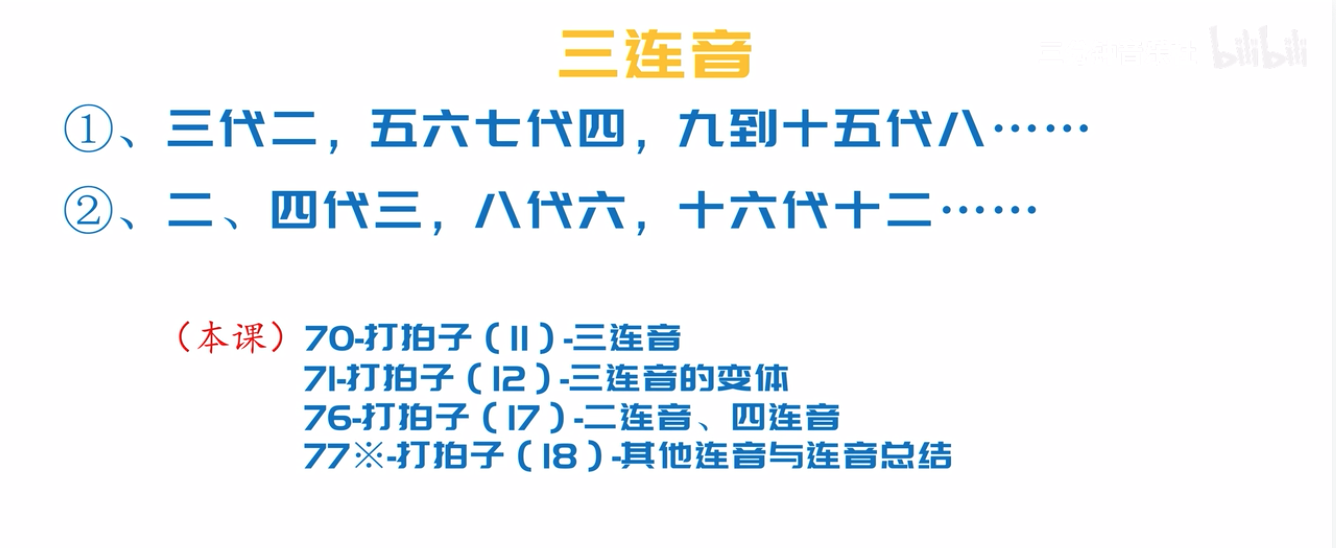 三连音
bilibili
①、三代二，五六七代四，九到十五代八……
②、二、四代三，八代六，十六代十二……
（本课）70-打拍子（11）-三连音
71-打拍子（12）-三连音的变体
76-打拍子（17）-二连音、四连音
77※-打拍子（18）-其他连音与连音总结